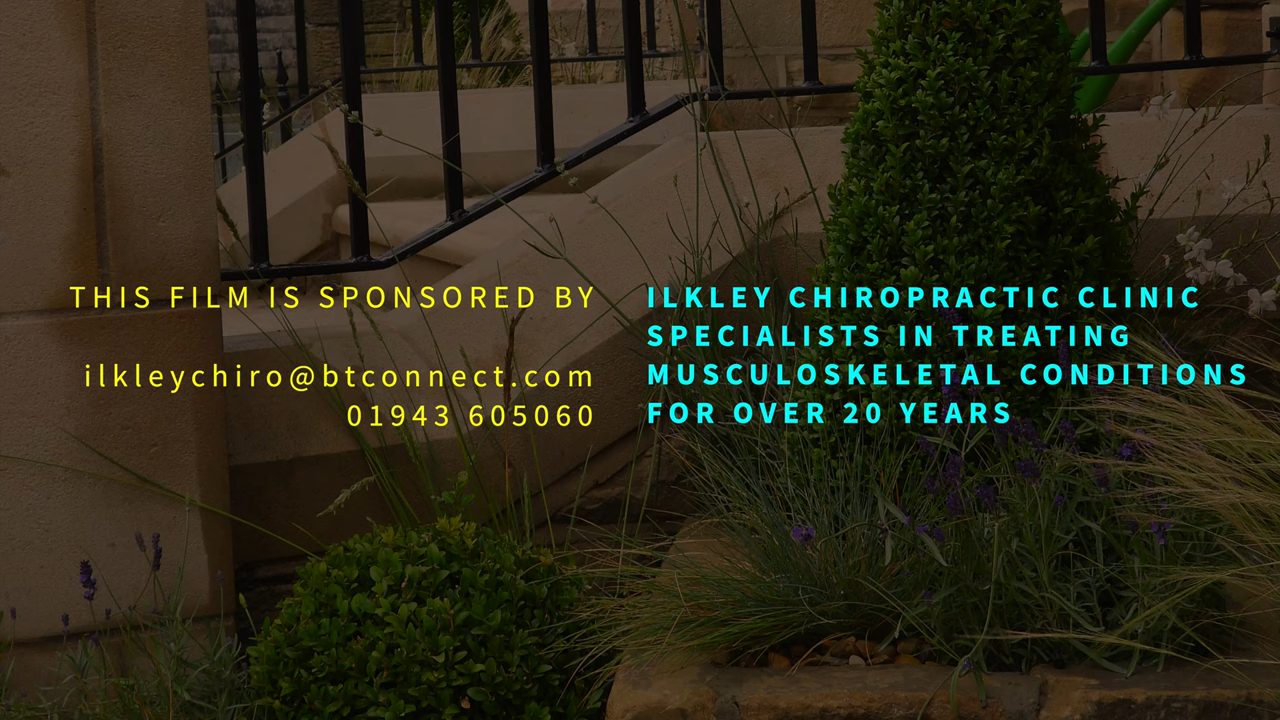 THIS FILM IS SPONSORED BY
ilkleychiro@btconnect.com
01943 605060
ILKLEY CHIROPRACTIC CLINIC
SPECIALISTS IN TREATING
MUSCULOSKELETAL CONDITIONS
FOR OVER 20 YEARS